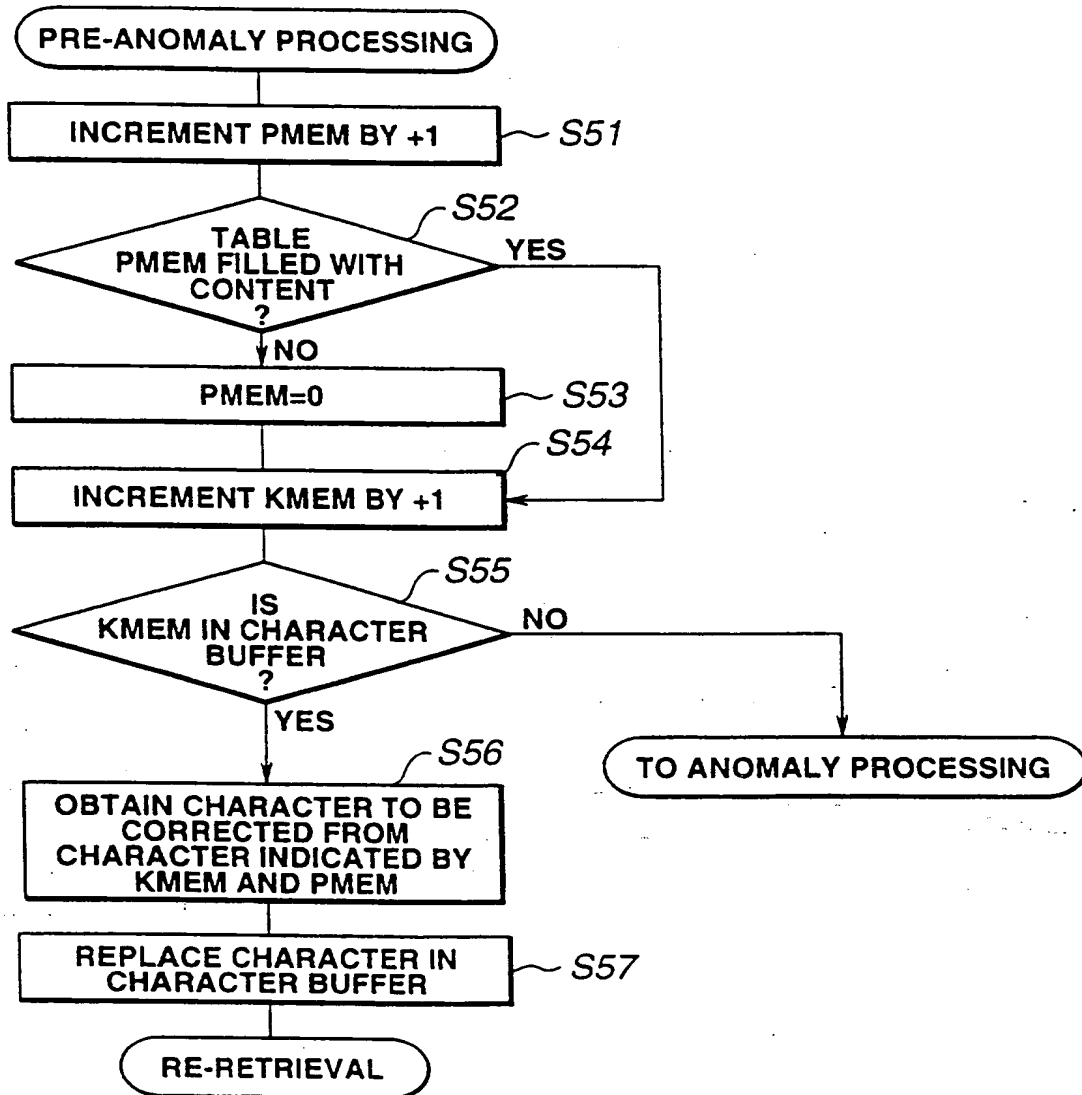 PRE-ANOMALY PROCESSING
INCREMENT PMEM BY +1
S51
S52
TABLE
PMEM FILLED WITH
CONTENT
?
YES
NO
PMEM=0
S53
S54
INCREMENT KMEM BY +1
S55
IS
KMEM IN CHARACTER
BUFFER
?
NO
YES
S56
TO ANOMALY PROCESSING
OBTAIN CHARACTER TO BE
CORRECTED FROM
CHARACTER INDICATED BY
KMEM AND PMEM
REPLACE CHARACTER IN
CHARACTER BUFFER
S57
RE-RETRIEVAL